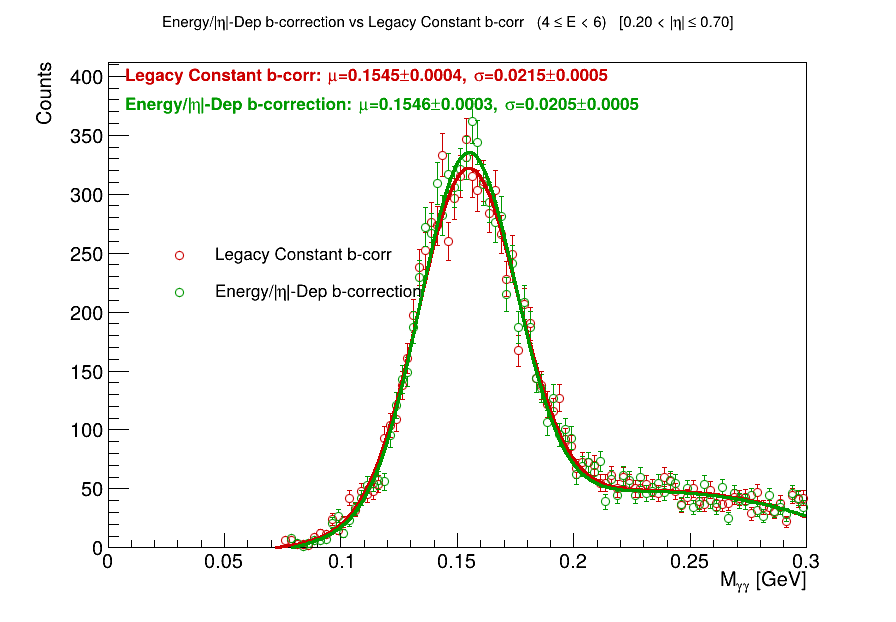 Energy/|η|-Dep b-correction vs Legacy Constant b-corr (4 ≤ E < 6) [0.20 < |η| ≤ 0.70]
Counts
Legacy Constant b-corr: μ=0.1545±0.0004, σ=0.0215±0.0005
Energy/|η|-Dep b-correction: μ=0.1546±0.0003, σ=0.0205±0.0005
Legacy Constant b-corr
Energy/|η|-Dep b-correction
400
350
300
250
200
150
100
50
0
0 0.05 0.1 0.15 0.2 0.25 0.3
Mγγ [GeV]